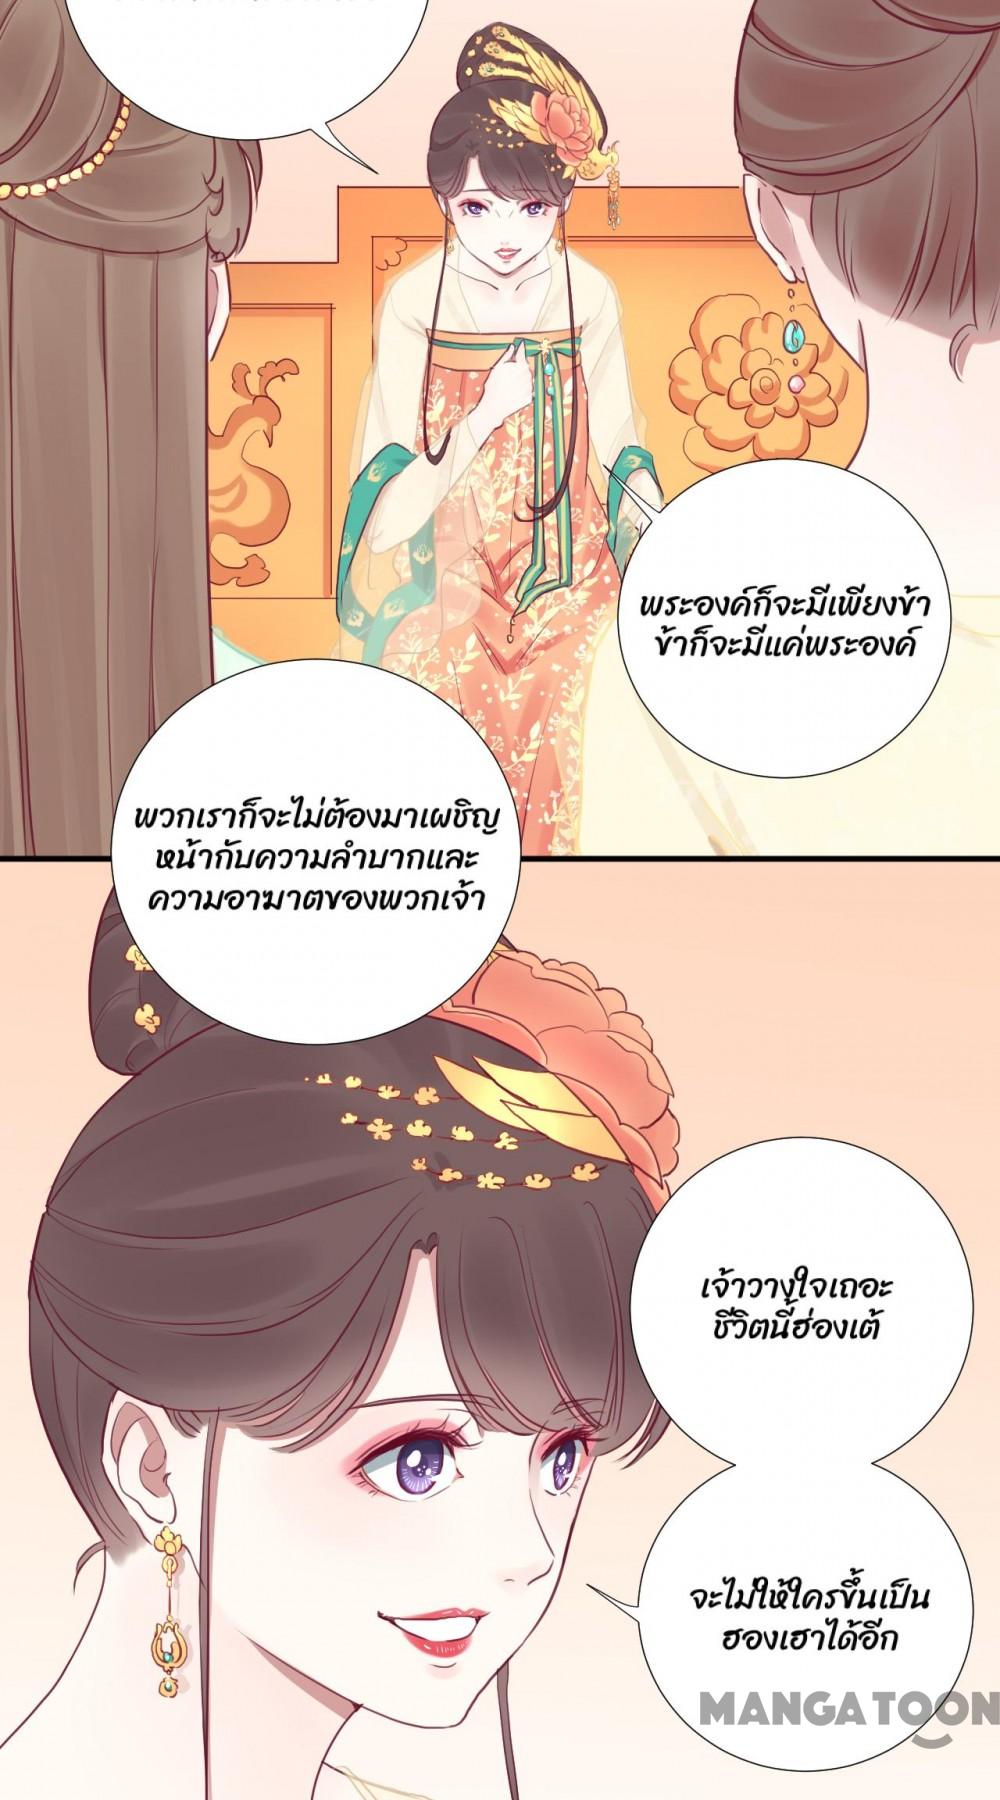 พระองค์ก็จะมีเพียงข้า
ข้าก็จะมีแค่พระองค์
พวกเราก็จะไม่ต้องมาเผชิญ
หน้ากับความลำบากและ
ความอาฆาตของพวกเจ้า
เจ้าวางใจเถอะ
ชีวิตนี้ฮ่องเต้
จะไม่ให้ใครขึ้นเป็น
ฮองเฮาได้อีก
MANGATOON